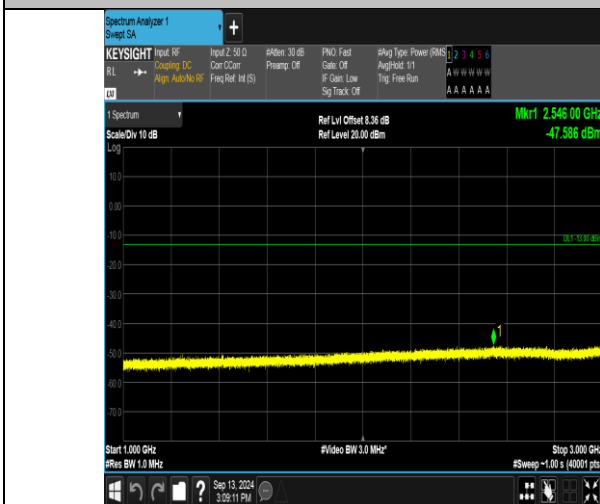 Spectrum Analyzer 1
Swept SA
+
KEYSIGHT
RL
Input: RF
Coupling: DC
Align: Auto/No RF
Input Z: 50 Ω
Corr CCorr
Freq Ref: Int (S)
#Atten: 30 dB
Preamp: Off
PNO: Fast
Gate: Off
IF Gain: Low
Sig Track: Off
#Avg Type: Power (RMS
Avg|Hold: 1/1
Trig: Free Run
1 2 3 4 5 6
A W W W W W
A A A A A A
LXI
1 Spectrum
Scale/Div 10 dB
Ref Lvl Offset 8.36 dB
Ref Level 20.00 dBm
Mkr1 2.546 00 GHz
-47.586 dBm
Log
10.0
0.00
-10.0
DL1 -13.00 dBm
-20.0
-30.0
-40.0
1
-50.0
-60.0
-70.0
Start 1.000 GHz
#Res BW 1.0 MHz
#Video BW 3.0 MHz*
Stop 3.000 GHz
#Sweep ~1.00 s (40001 pts
?
Sep 13, 2024
3:09:11 PM